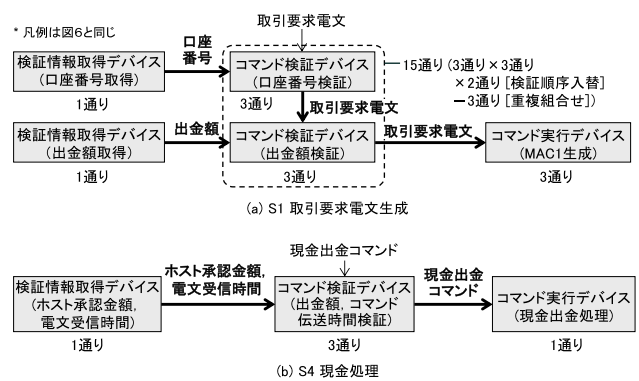 * 凡例は図6と同じ
取引要求電文
検証情報取得デバイス
(口座番号取得)
1通り
口座
番号
コマンド検証デバイス
(口座番号検証)
3通り
15通り (3通り×3通り
×2通り [検証順序入替]
－3通り [重複組合せ])
取引要求電文
検証情報取得デバイス
(出金額取得)
1通り
出金額
コマンド検証デバイス
(出金額検証)
3通り
取引要求電文
コマンド実行デバイス
(MAC1生成)
3通り
(a) S1 取引要求電文生成
現金出金コマンド
検証情報取得デバイス
(ホスト承認金額,
電文受信時間)
1通り
ホスト承認金額,
電文受信時間
コマンド検証デバイス
(出金額, コマンド
伝送時間検証)
3通り
現金出金
コマンド
コマンド実行デバイス
(現金出金処理)
1通り
(b) S4 現金処理